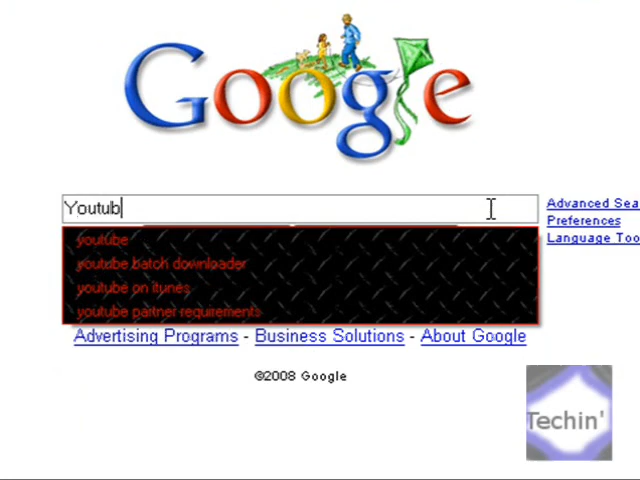 Google
Youtub
Advanced Sea
Preferences
Language Too
youtube
youtube batch downloader
youtube on itunes
youtube partner requirements
Advertising Programs - Business Solutions - About Google
©2008 Google
Techin'